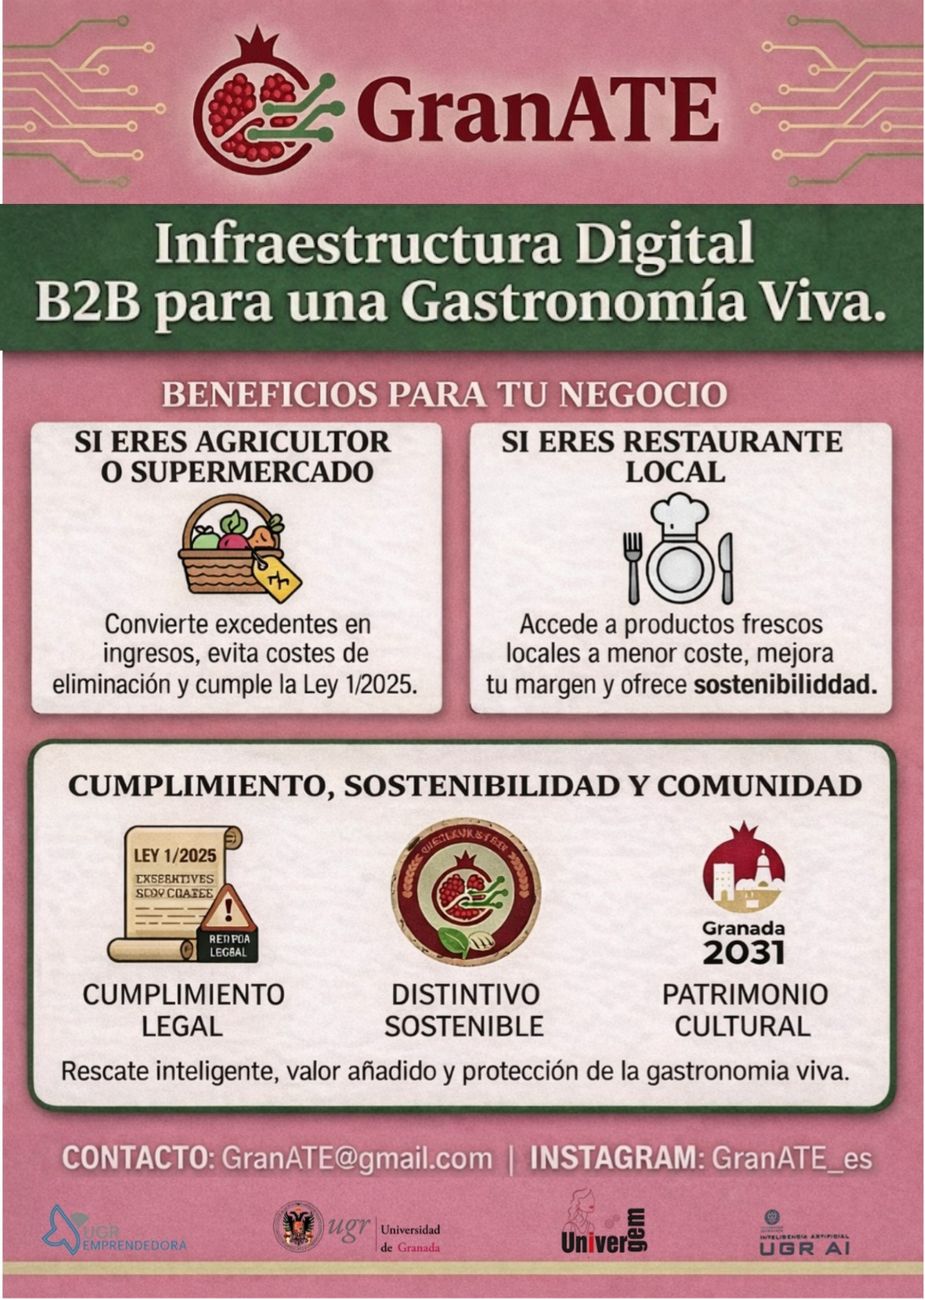 GranATE
Infraestructura Digital
B2B para una Gastronomía Viva.
BENEFICIOS PARA TU NEGOCIO
SI ERES AGRICULTOR
O SUPERMERCADO
Convierte excedentes en
ingresos, evita costes de
eliminación y cumple la Ley 1/2025.
SI ERES RESTAURANTE
LOCAL
Accede a productos frescos
locales a menor coste, mejora
tu margen y ofrece sostenibiliddad.
CUMPLIMIENTO, SOSTENIBILIDAD Y COMUNIDAD
LEY 1/2025
CUMPLIMIENTO
LEGAL
DISTINTIVO
SOSTENIBLE
Granada
2031
PATRIMONIO
CULTURAL
Rescate inteligente, valor añadido y protección de la gastronomia viva.
CONTACTO: GranATE@gmail.com | INSTAGRAM: GranATE_es
UGR
EMPRENDEDORA
ugr
Universidad
de Granada
Univergem
INTELIGENCIA ARTIFICIAL
UGR AI